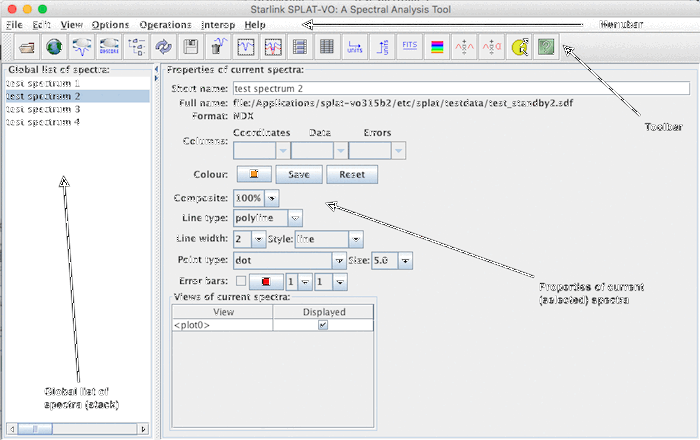 Starlink SPLAT-VO: A Spectral Analysis Tool
File Edit View Options Operations Interop Help
Menubar
UNITS
FITS
Toolbar
Global list of spectra:
test spectrum 1
test spectrum 2
test spectrum 3
test spectrum 4
Properties of current spectra:
Short name: test spectrum 2
Full name: file:/Applications/splat-vo315b2/etc/splat/testdata/test_standby2.sdf
Format: NDX
Coordinates Data Errors
Columns:
Colour: Save Reset
Composite: 100%
Line type: polyline
Line width: 2 Style: line
Point type: dot Size: 5.0
Error bars: 1 1
Properties of current
(selected) spectra
Views of current spectra:
View Displayed
<plot0>
Global list of
spectra (stack)